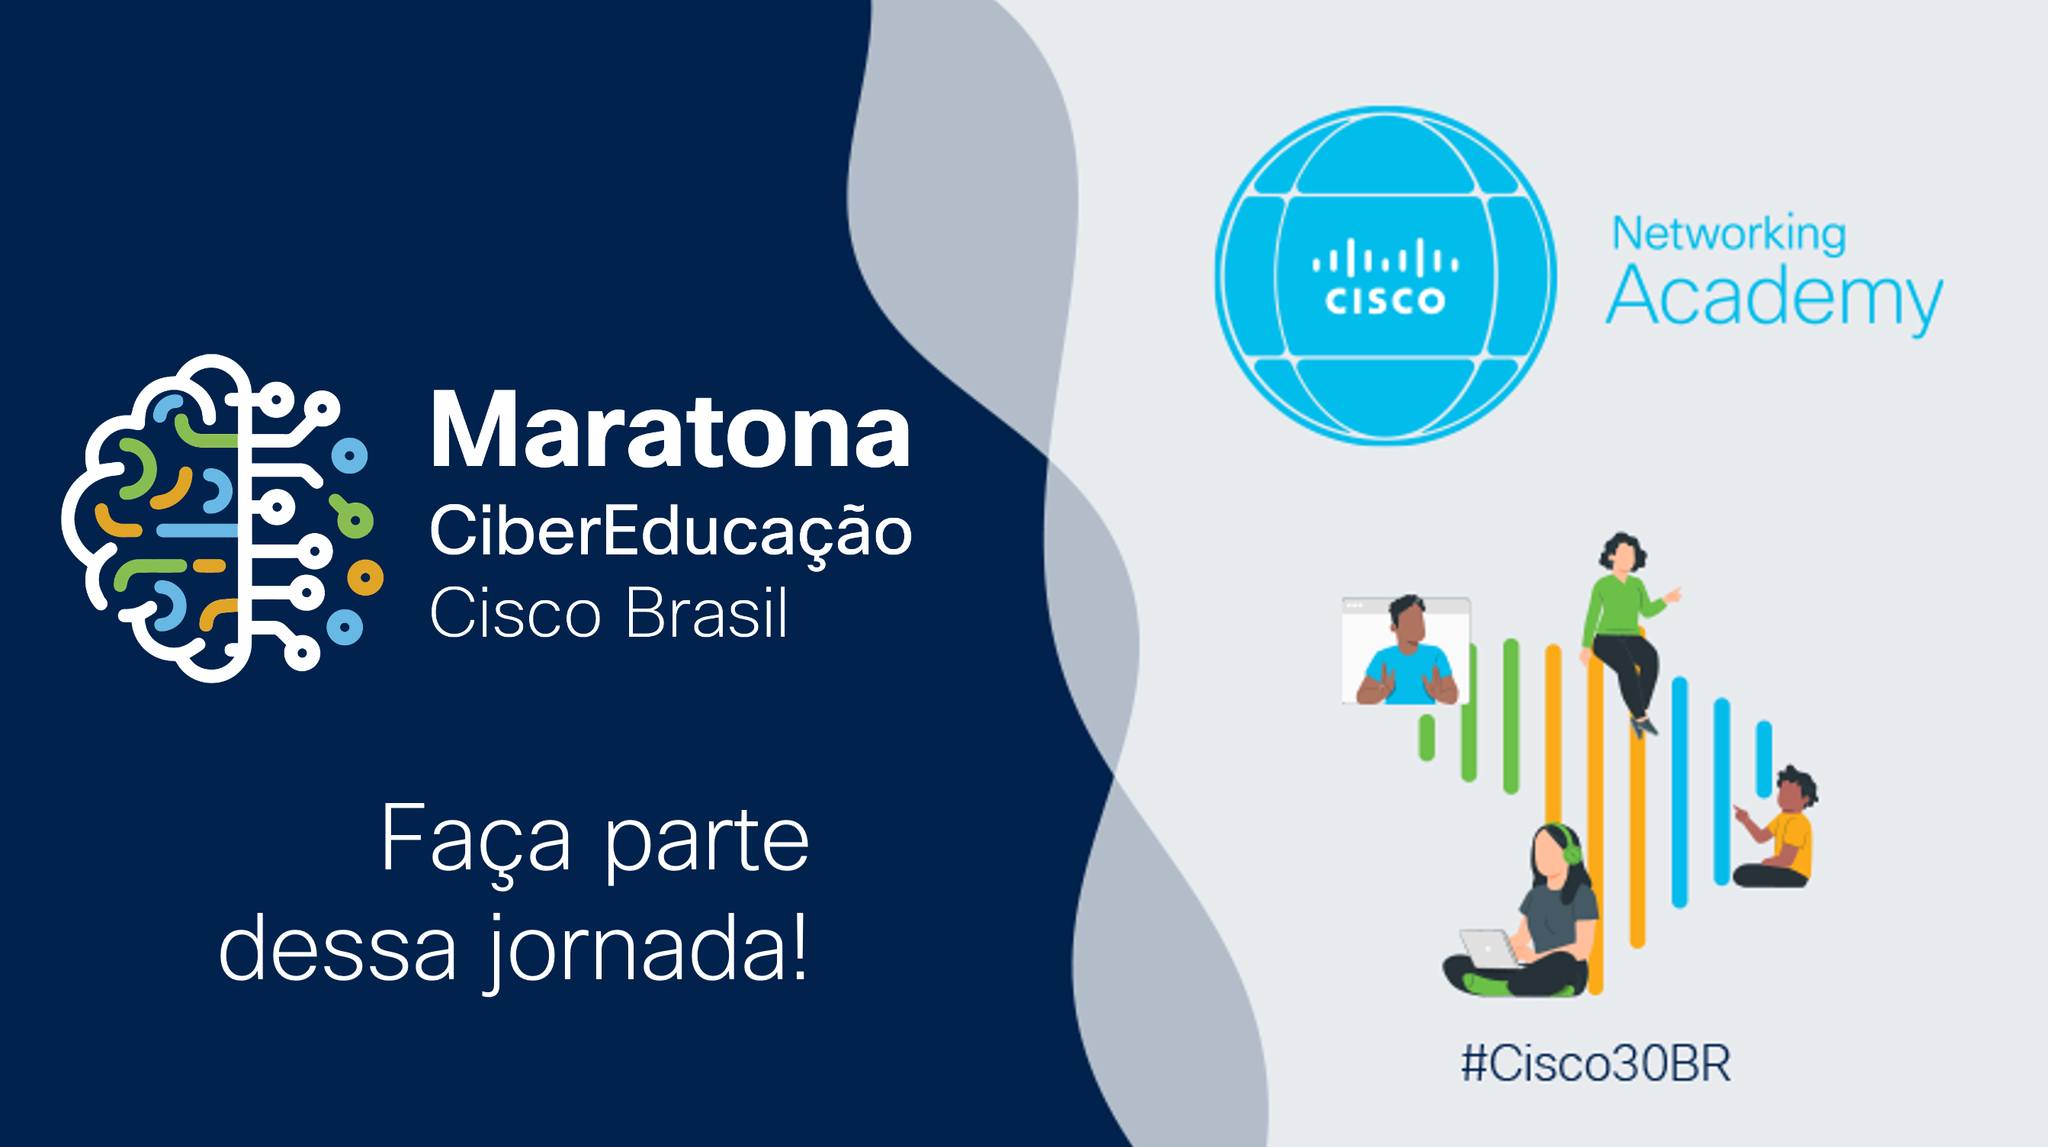 Maratona
CiberEducação
Cisco Brasil
Faça parte
dessa jornada!
CISCO
Networking
Academy
#Cisco30BR